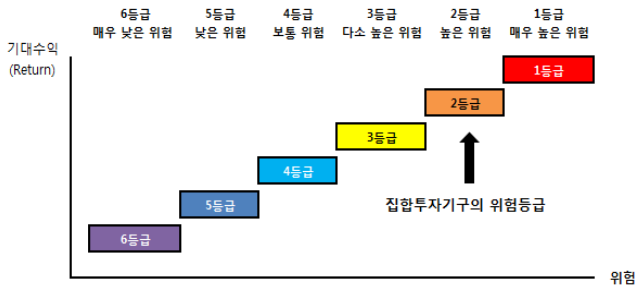 6등급
매우 낮은 위험
5등급
낮은 위험
4등급
보통 위험
3등급
다소 높은 위험
2등급
높은 위험
1등급
매우 높은 위험
기대수익
(Return)
1등급
2등급
3등급
4등급
5등급
6등급
집합투자기구의 위험등급
위험